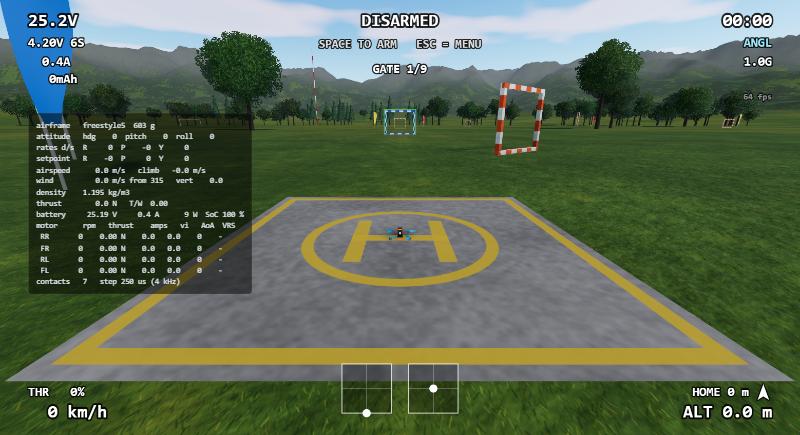 25.2V
4.20V 6S
0.4A
0mAh
DISARMED
SPACE TO ARM ESC = MENU
GATE 1/9
00:00
ANGL
1.0G
64 fps
airframe freestyle5 603 g
attitude hdg 0 pitch 0 roll 0
rates d/s R 0 P -0 Y 0
setpoint R -0 P 0 Y 0
airspeed 0.0 m/s climb -0.0 m/s
wind 0.0 m/s from 315 vert 0.0
density 1.195 kg/m3
thrust 0.0 N T/W 0.00
battery 25.19 V 0.4 A 9 W SoC 100 %
motor rpm thrust amps vi AoA VRS
RR 0 0.00 N 0.0 0.0 0 -
FR 0 0.00 N 0.0 0.0 0 -
RL 0 0.00 N 0.0 0.0 0 -
FL 0 0.00 N 0.0 0.0 0 -
contacts 7 step 250 us (4 kHz)
H
THR 0%
0 km/h
HOME 0 m
ALT 0.0 m